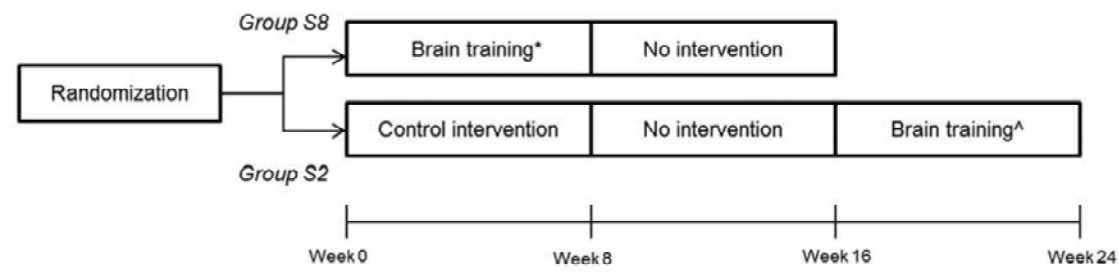 Group S8
Brain training* No intervention
Randomization
Control intervention No intervention Brain training^
Group S2
Week 0 Week 8 Week 16 Week 24